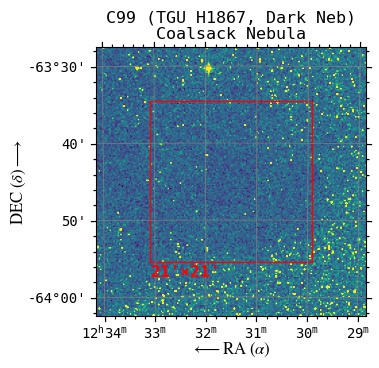 C99 (TGU H1867, Dark Neb)
Coalsack Nebula
-63°30'
40'
50'
-64°00'
DEC (δ) ⟶
21'×21'
12ʰ34ᵐ 33ᵐ 32ᵐ 31ᵐ 30ᵐ 29ᵐ
⟵ RA (α)